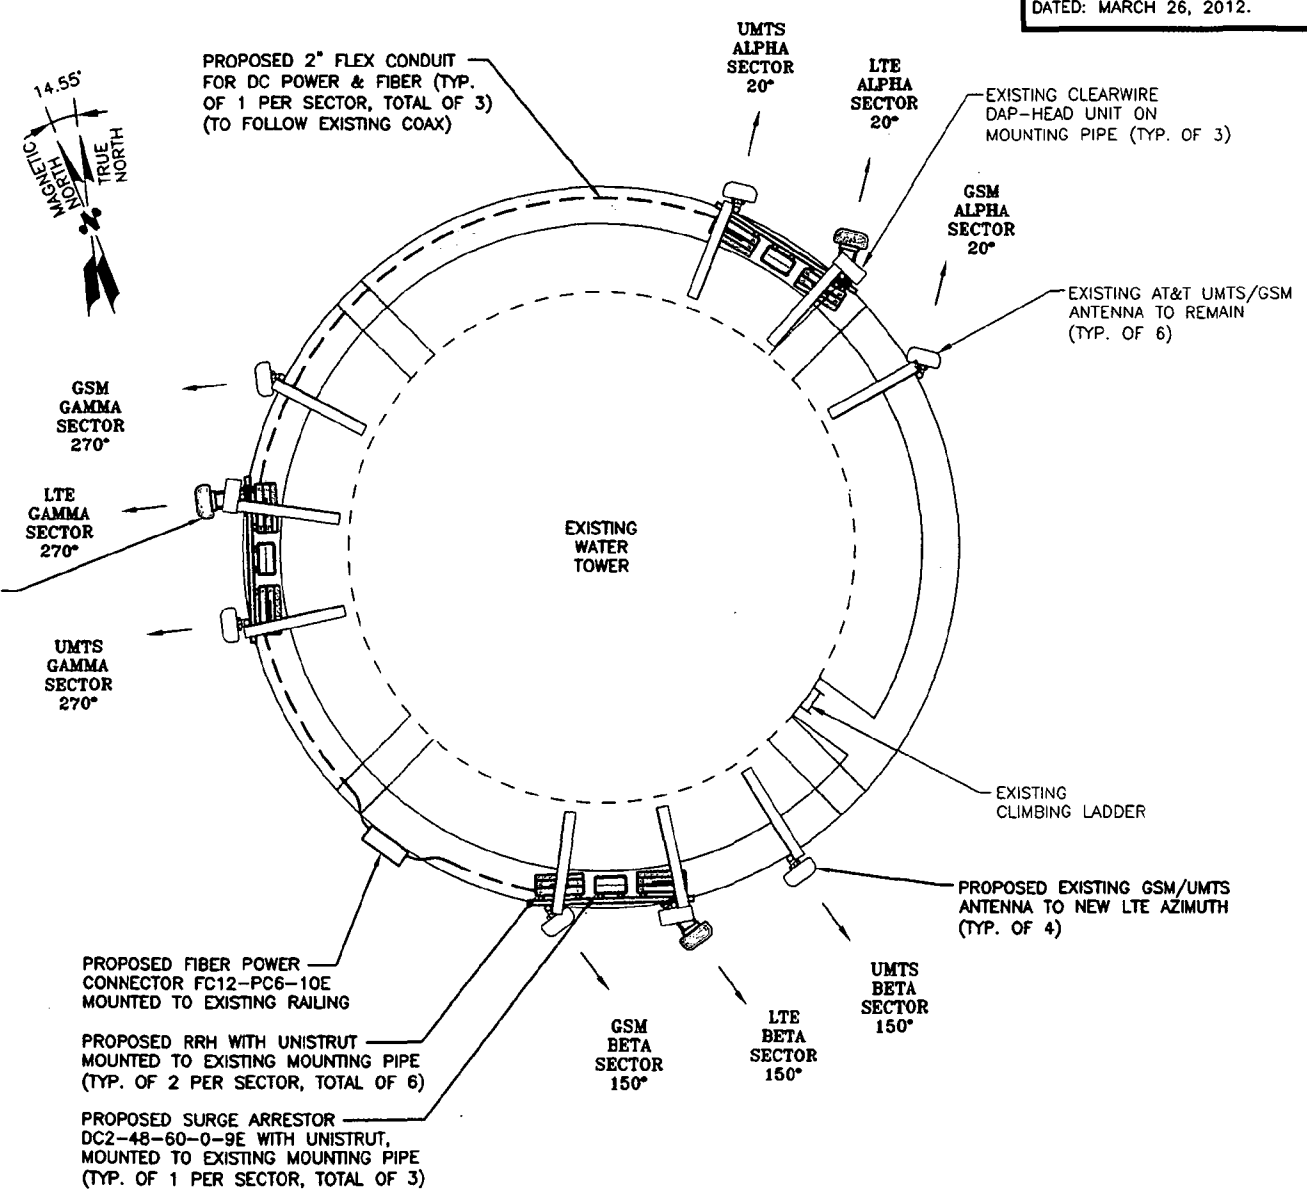 DATED: MARCH 26, 2012.
PROPOSED 2" FLEX CONDUIT
FOR DC POWER & FIBER (TYP.
OF 1 PER SECTOR, TOTAL OF 3)
(TO FOLLOW EXISTING COAX)
UMTS
ALPHA
SECTOR
20°
LTE
ALPHA
SECTOR
20°
EXISTING CLEARWIRE
DAP-HEAD UNIT ON
MOUNTING PIPE (TYP. OF 3)
14.55°
MAGNETIC
NORTH
TRUE
NORTH
N
GSM
ALPHA
SECTOR
20°
EXISTING AT&T UMTS/GSM
ANTENNA TO REMAIN
(TYP. OF 6)
GSM
GAMMA
SECTOR
270°
LTE
GAMMA
SECTOR
270°
EXISTING
WATER
TOWER
UMTS
GAMMA
SECTOR
270°
EXISTING
CLIMBING LADDER
PROPOSED EXISTING GSM/UMTS
ANTENNA TO NEW LTE AZIMUTH
(TYP. OF 4)
PROPOSED FIBER POWER
CONNECTOR FC12-PC6-10E
MOUNTED TO EXISTING RAILING
UMTS
BETA
SECTOR
150°
GSM
BETA
SECTOR
150°
LTE
BETA
SECTOR
150°
PROPOSED RRH WITH UNISTRUT
MOUNTED TO EXISTING MOUNTING PIPE
(TYP. OF 2 PER SECTOR, TOTAL OF 6)
PROPOSED SURGE ARRESTOR
DC2-48-60-0-9E WITH UNISTRUT,
MOUNTED TO EXISTING MOUNTING PIPE
(TYP. OF 1 PER SECTOR, TOTAL OF 3)